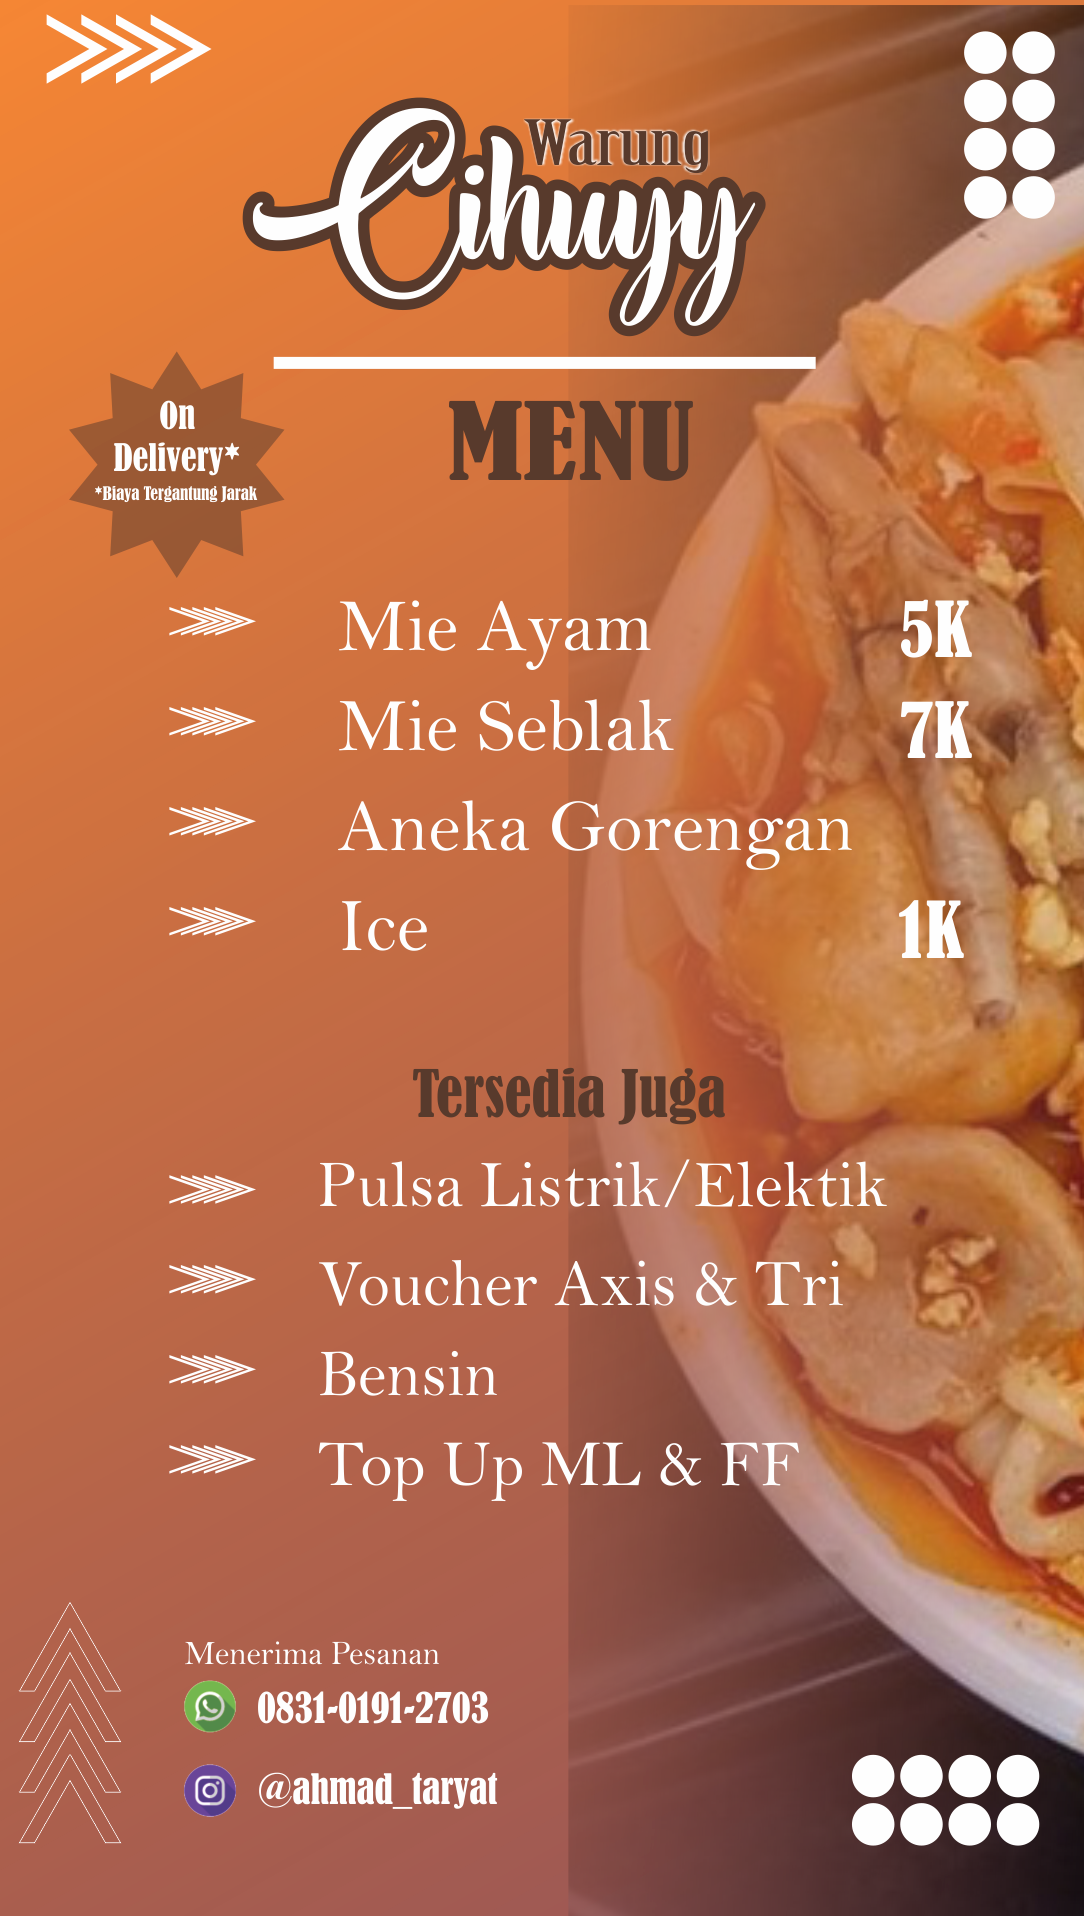 Warung
Cihuyy
On
Delivery*
*Biaya Tergantung Jarak
MENU
Mie Ayam 5K
Mie Seblak 7K
Aneka Gorengan
Ice 1K
Tersedia Juga
Pulsa Listrik/Elektik
Voucher Axis & Tri
Bensin
Top Up ML & FF
Menerima Pesanan
0831-0191-2703
@ahmad_taryat